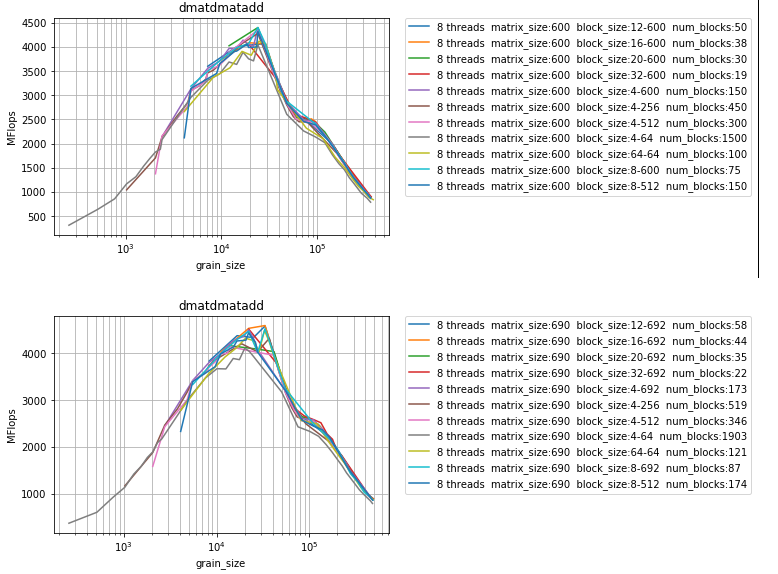 dmatdmatadd
4500
4000
3500
3000
2500
2000
1500
1000
500
MFlops
10^3
10^4
10^5
grain_size
8 threads matrix_size:600 block_size:12-600 num_blocks:50
8 threads matrix_size:600 block_size:16-600 num_blocks:38
8 threads matrix_size:600 block_size:20-600 num_blocks:30
8 threads matrix_size:600 block_size:32-600 num_blocks:19
8 threads matrix_size:600 block_size:4-600 num_blocks:150
8 threads matrix_size:600 block_size:4-256 num_blocks:450
8 threads matrix_size:600 block_size:4-512 num_blocks:300
8 threads matrix_size:600 block_size:4-64 num_blocks:1500
8 threads matrix_size:600 block_size:64-64 num_blocks:100
8 threads matrix_size:600 block_size:8-600 num_blocks:75
8 threads matrix_size:600 block_size:8-512 num_blocks:150
dmatdmatadd
4000
3000
2000
1000
MFlops
10^3
10^4
10^5
grain_size
8 threads matrix_size:690 block_size:12-692 num_blocks:58
8 threads matrix_size:690 block_size:16-692 num_blocks:44
8 threads matrix_size:690 block_size:20-692 num_blocks:35
8 threads matrix_size:690 block_size:32-692 num_blocks:22
8 threads matrix_size:690 block_size:4-692 num_blocks:173
8 threads matrix_size:690 block_size:4-256 num_blocks:519
8 threads matrix_size:690 block_size:4-512 num_blocks:346
8 threads matrix_size:690 block_size:4-64 num_blocks:1903
8 threads matrix_size:690 block_size:64-64 num_blocks:121
8 threads matrix_size:690 block_size:8-692 num_blocks:87
8 threads matrix_size:690 block_size:8-512 num_blocks:174